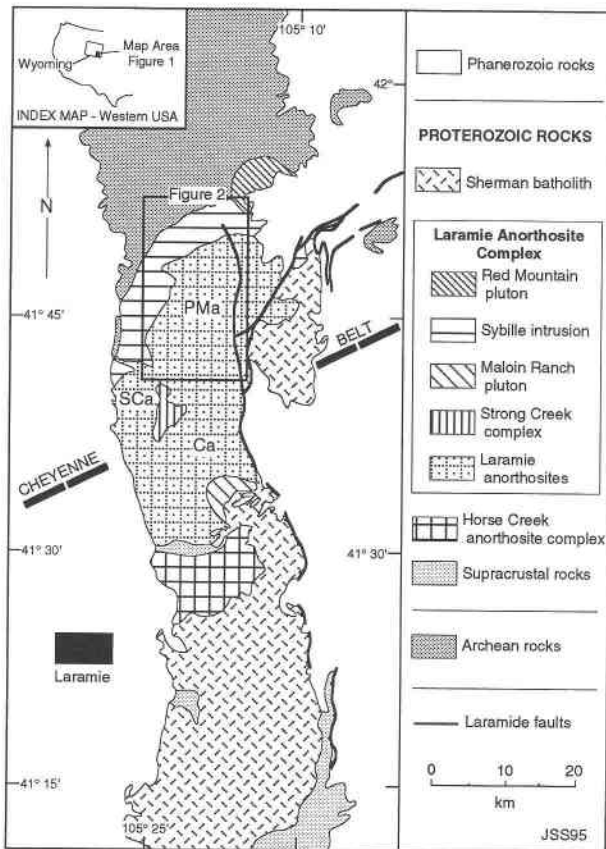 105° 10'
Map Area
Figure 1
Wyoming
INDEX MAP - Western USA
42°
N
Figure 2
PMa
41° 45'
BELT
SCa
Ca
CHEYENNE
41° 30'
41° 30'
Laramie
41° 15'
105° 25'
Phanerozoic rocks
PROTEROZOIC ROCKS
Sherman batholith
Laramie Anorthosite
Complex
Red Mountain
pluton
Sybille intrusion
Maloin Ranch
pluton
Strong Creek
complex
Laramie
anorthosites
Horse Creek
anorthosite complex
Supracrustal rocks
Archean rocks
Laramide faults
0 10 20
km
JSS95